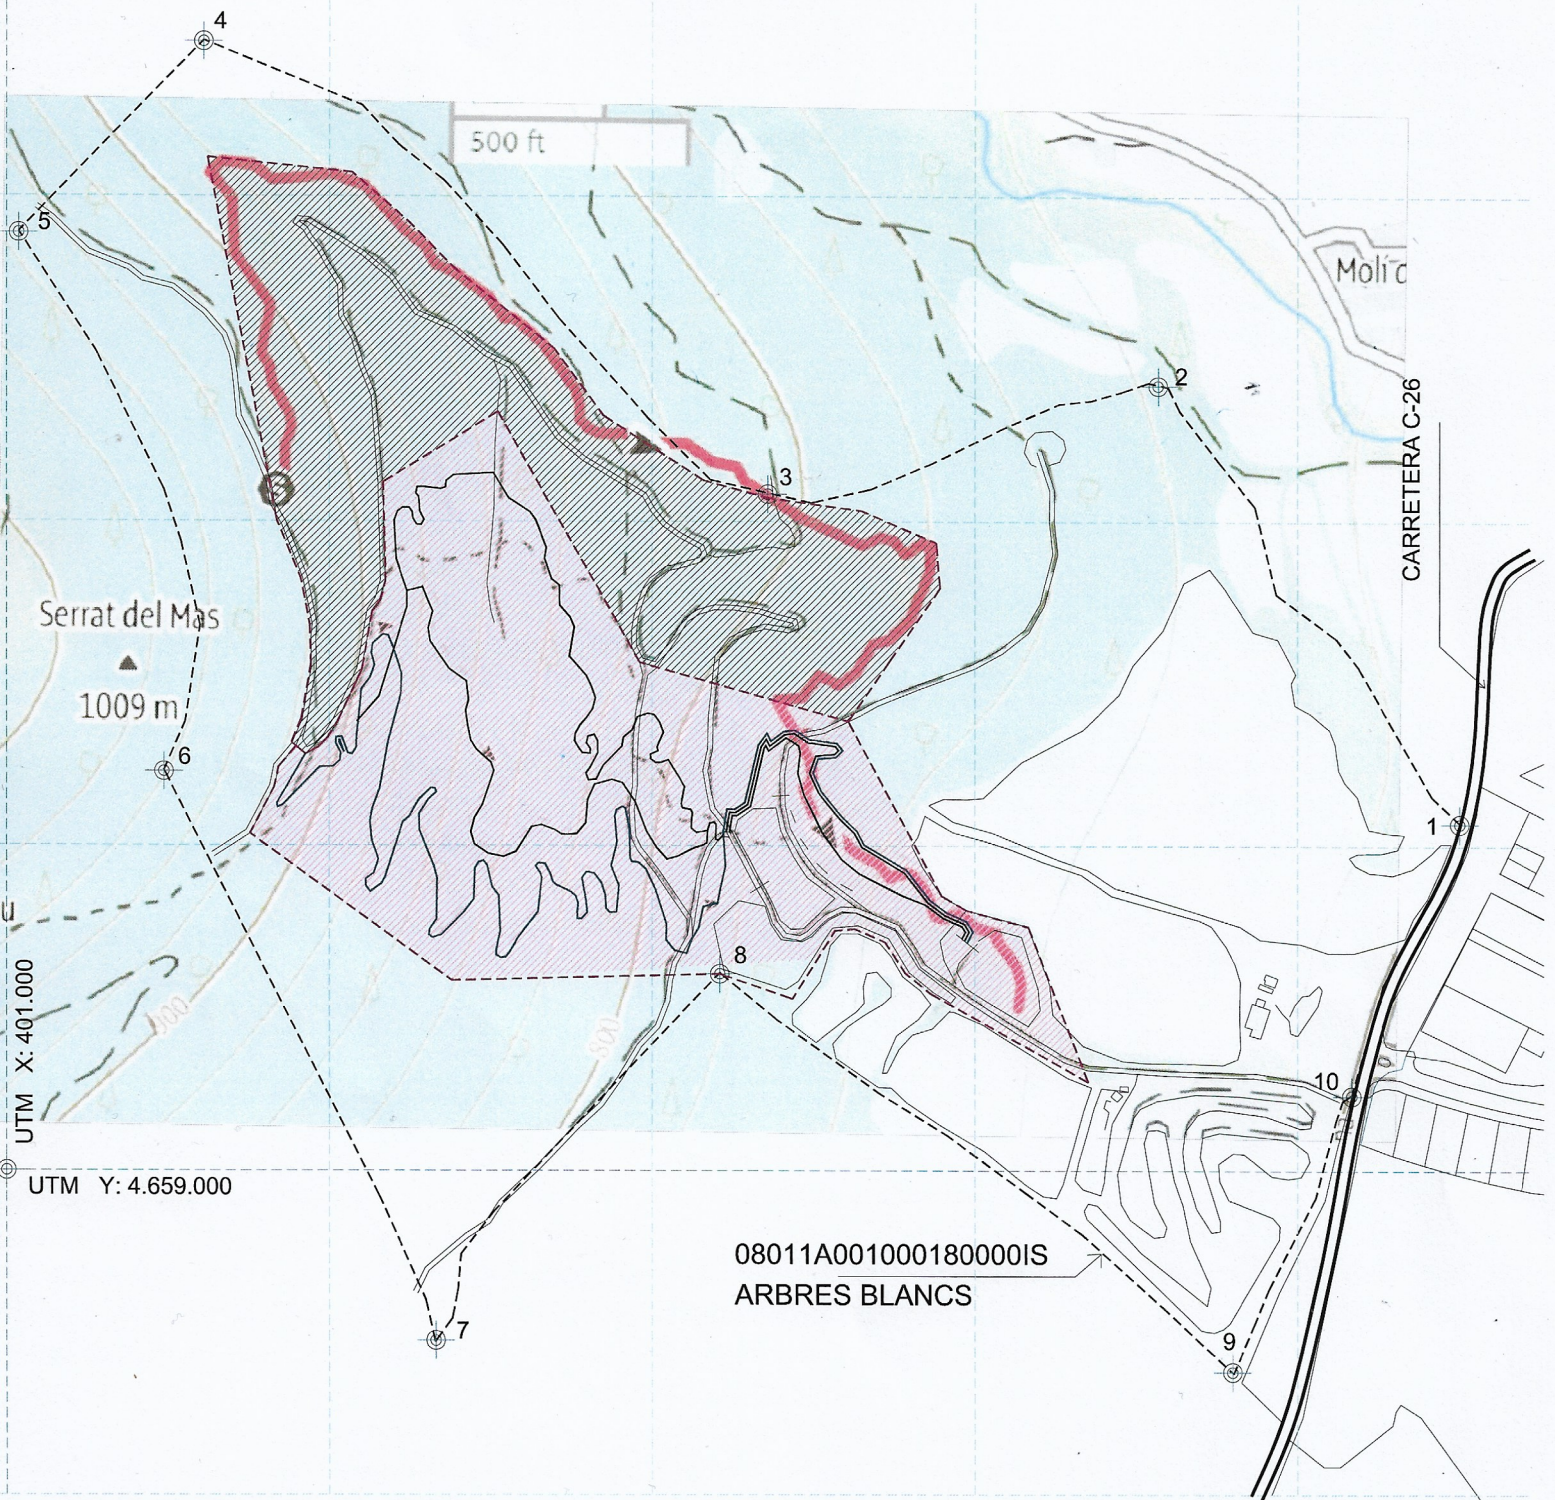 4
500 ft
5
Molí d
2
CARRETERA C-26
3
Serrat del Mas
1009 m
6
1
u
8
UTM X: 401.000
800
10
UTM Y: 4.659.000
08011A001000180000IS
ARBRES BLANCS
7
9